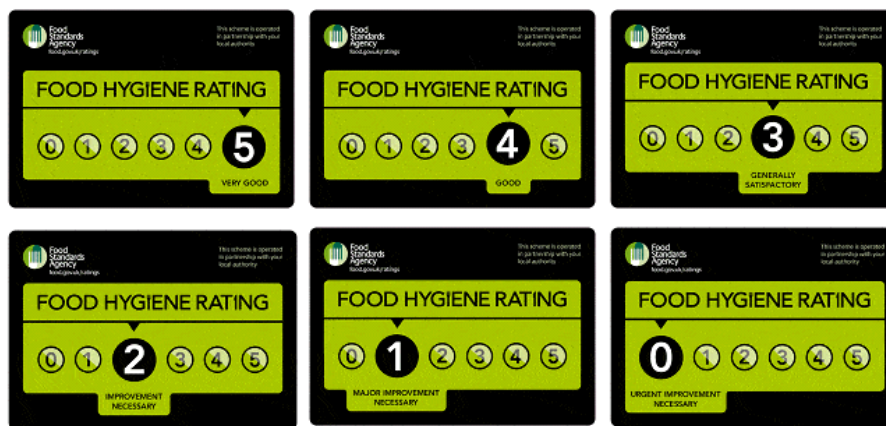 Food
Standards
Agency
food.gov.uk/ratings
This scheme is operated
in partnership with your
local authority
FOOD HYGIENE RATING
0 1 2 3 4 5
VERY GOOD
Food
Standards
Agency
food.gov.uk/ratings
This scheme is operated
in partnership with your
local authority
FOOD HYGIENE RATING
0 1 2 3 4 5
GOOD
Food
Standards
Agency
food.gov.uk/ratings
This scheme is operated
in partnership with your
local authority
FOOD HYGIENE RATING
0 1 2 3 4 5
GENERALLY
SATISFACTORY
Food
Standards
Agency
food.gov.uk/ratings
This scheme is operated
in partnership with your
local authority
FOOD HYGIENE RATING
0 1 2 3 4 5
IMPROVEMENT
NECESSARY
Food
Standards
Agency
food.gov.uk/ratings
This scheme is operated
in partnership with your
local authority
FOOD HYGIENE RATING
0 1 2 3 4 5
MAJOR IMPROVEMENT
NECESSARY
Food
Standards
Agency
food.gov.uk/ratings
This scheme is operated
in partnership with your
local authority
FOOD HYGIENE RATING
0 1 2 3 4 5
URGENT IMPROVEMENT
NECESSARY